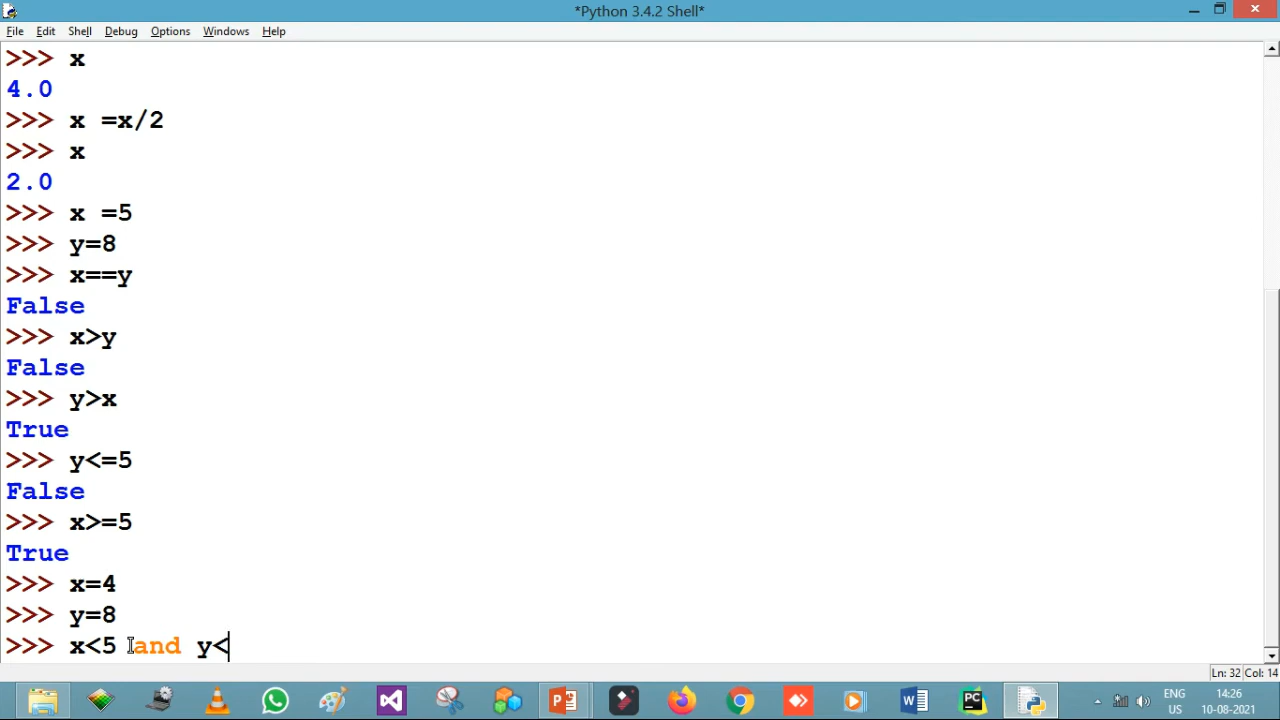 *Python 3.4.2 Shell*
File Edit Shell Debug Options Windows Help
>>> x
4.0
>>> x =x/2
>>> x
2.0
>>> x =5
>>> y=8
>>> x==y
False
>>> x>y
False
>>> y>x
True
>>> y<=5
False
>>> x>=5
True
>>> x=4
>>> y=8
>>> x<5 and y<
Ln: 32 Col: 14
ENG 14:26
US 10-08-2021